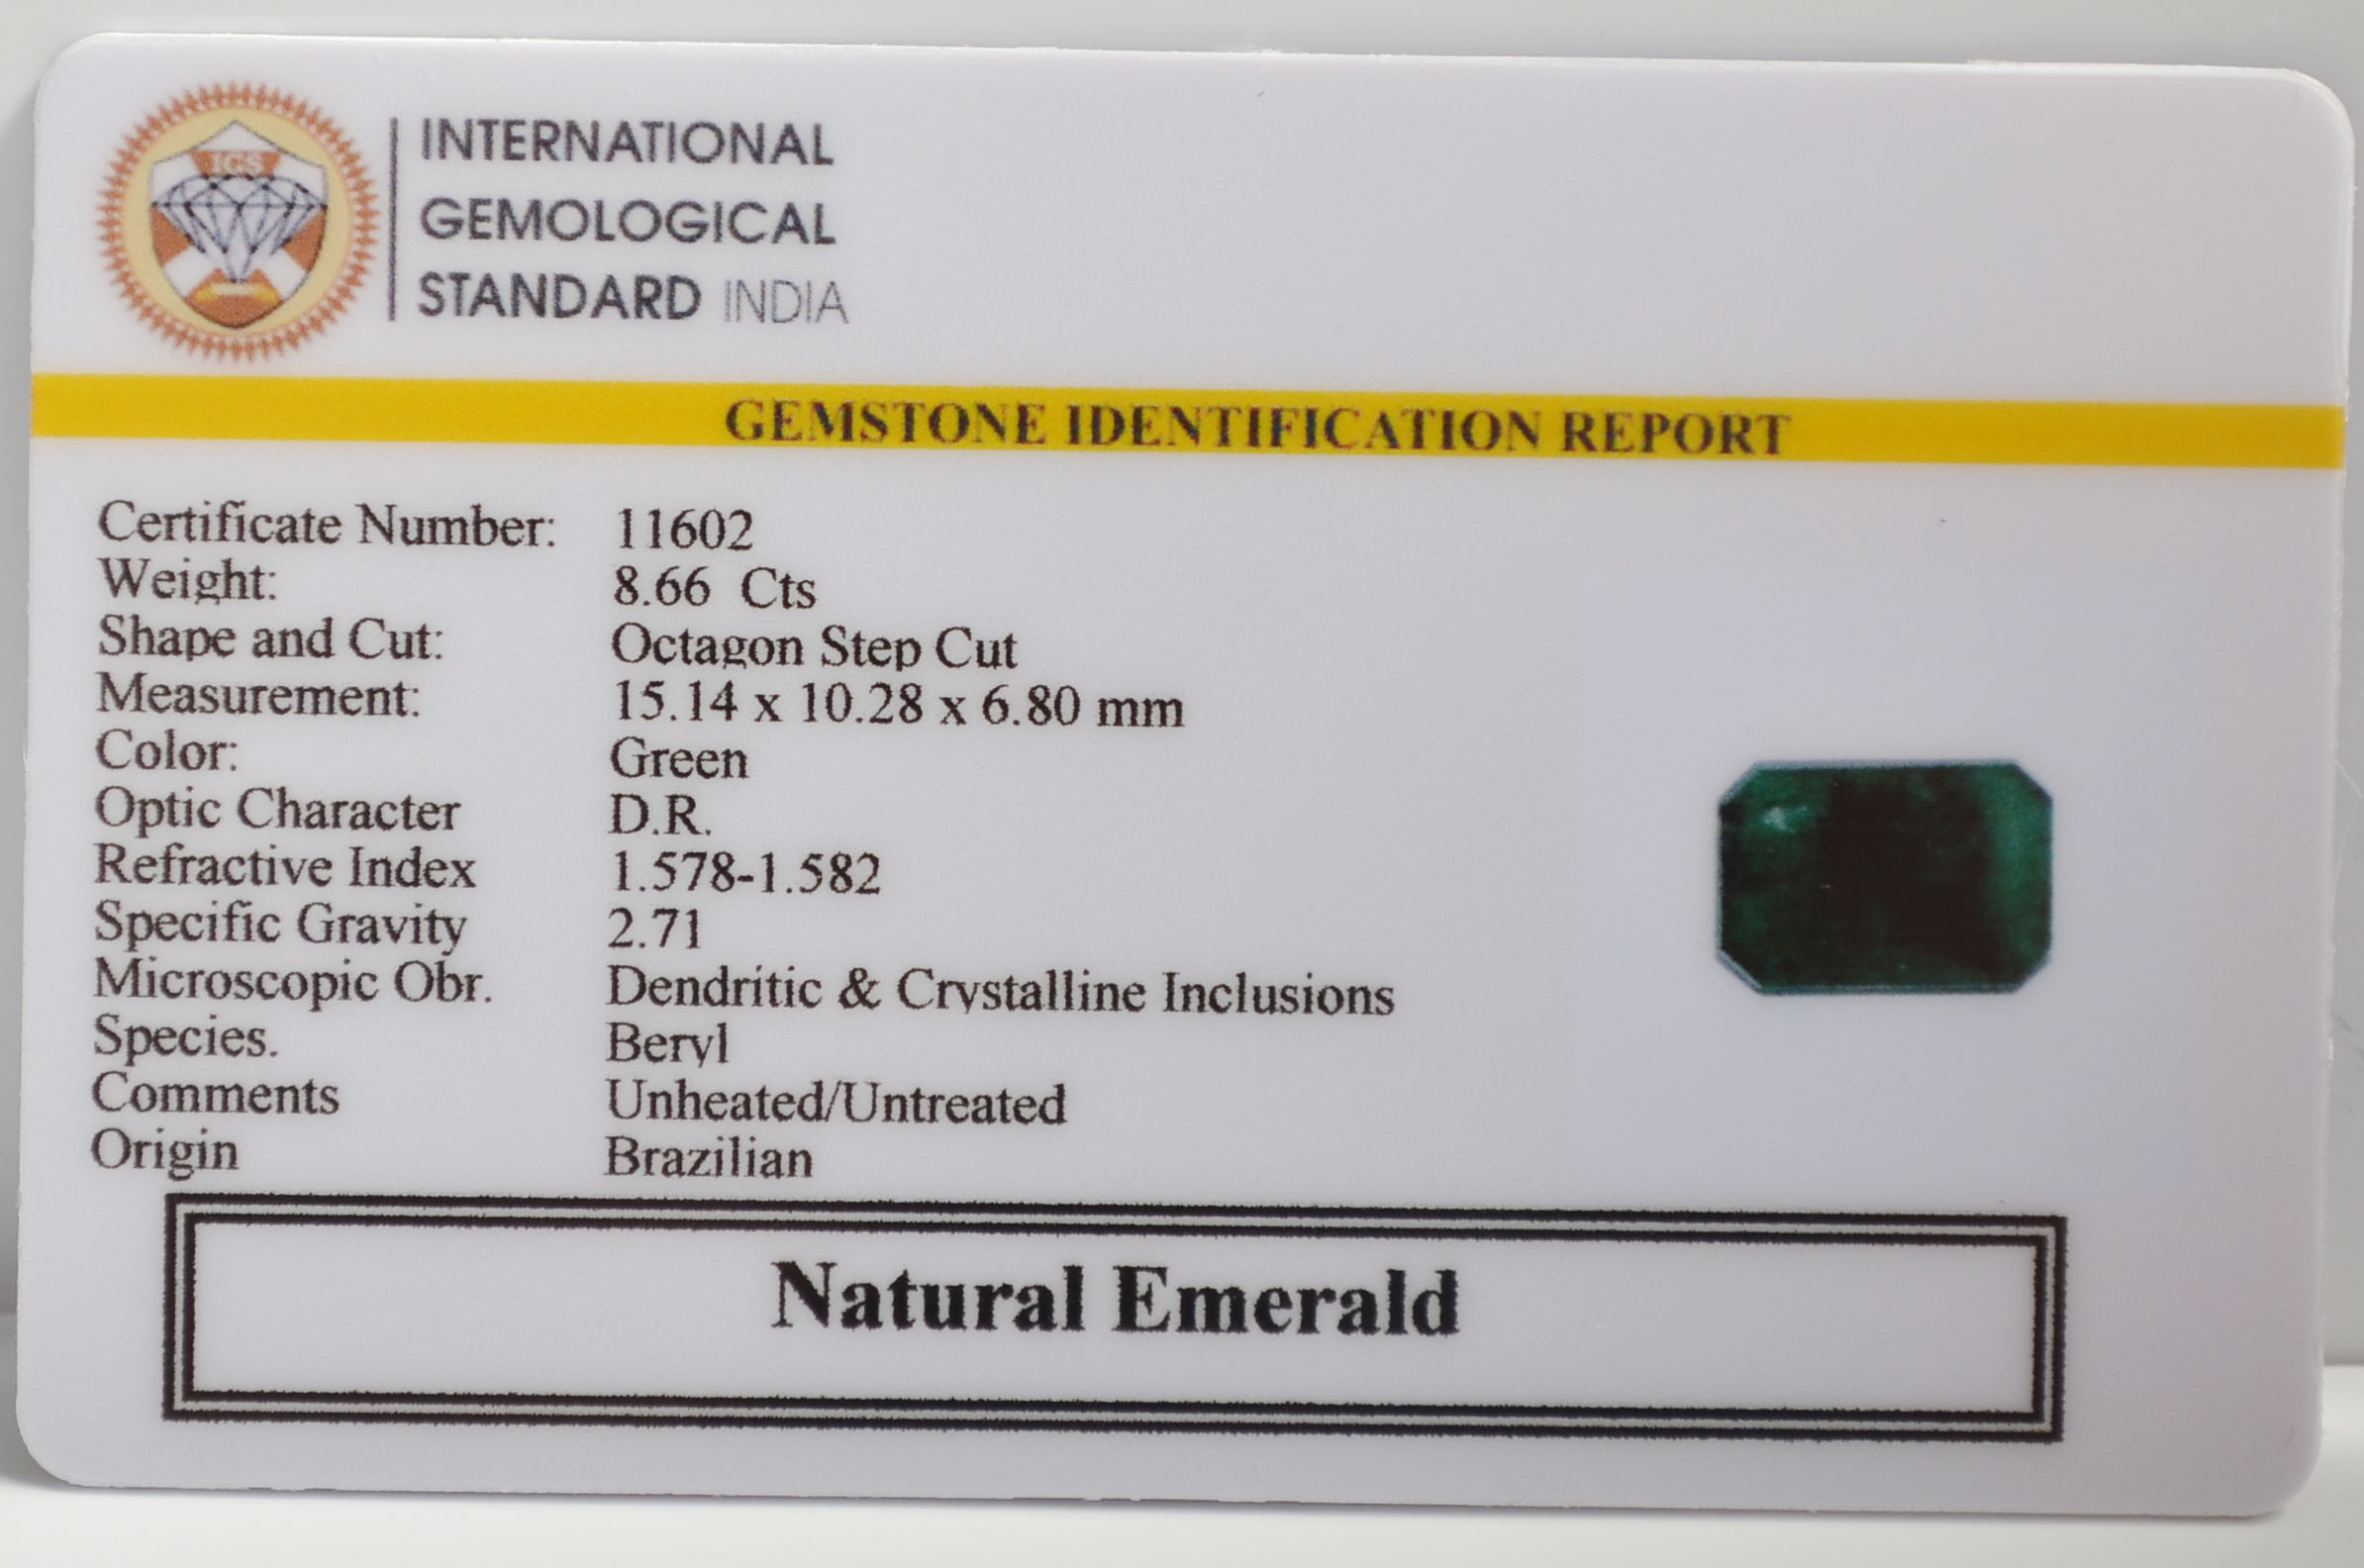 IGS
INTERNATIONAL
GEMOLOGICAL
STANDARD INDIA
GEMSTONE IDENTIFICATION REPORT
Certificate Number: 11602
Weight: 8.66 Cts
Shape and Cut: Octagon Step Cut
Measurement: 15.14 x 10.28 x 6.80 mm
Color: Green
Optic Character D.R.
Refractive Index 1.578-1.582
Specific Gravity 2.71
Microscopic Obr. Dendritic & Crystalline Inclusions
Species. Beryl
Comments Unheated/Untreated
Origin Brazilian
Natural Emerald